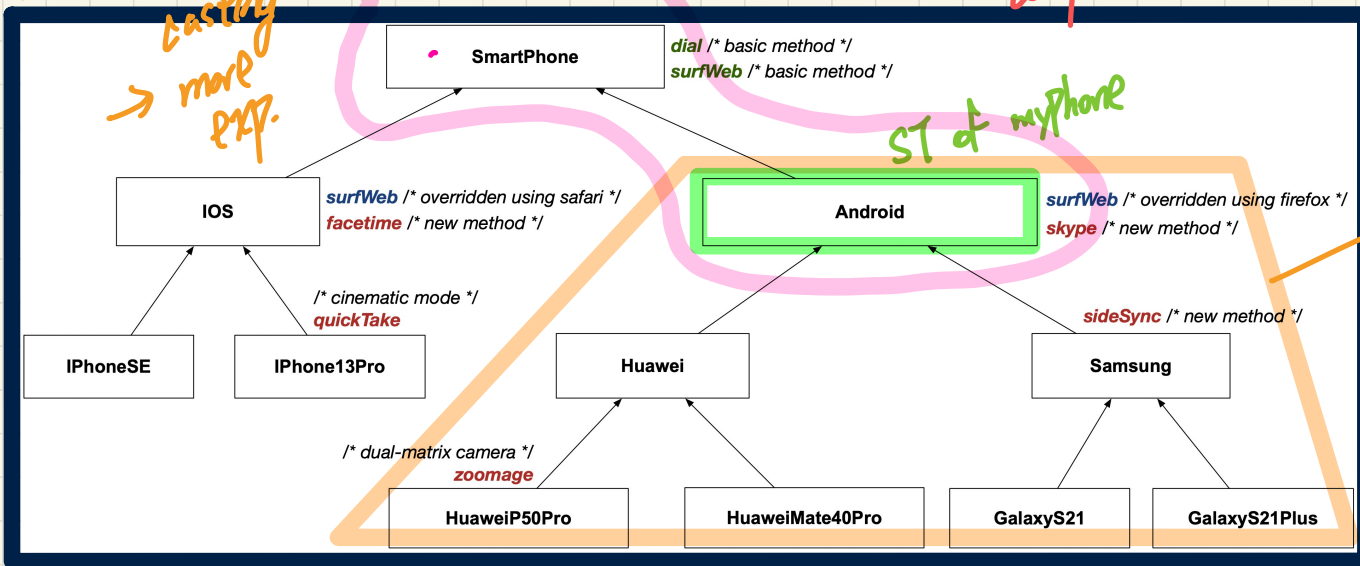 casting
→ more
exp.
SmartPhone
dial /* basic method */
surfWeb /* basic method */
ST of myPhone
IOS
surfWeb /* overridden using safari */
facetime /* new method */
Android
surfWeb /* overridden using firefox */
skype /* new method */
/* cinematic mode */
quickTake
sideSync /* new method */
IPhoneSE
IPhone13Pro
Huawei
Samsung
/* dual-matrix camera */
zoomage
HuaweiP50Pro
HuaweiMate40Pro
GalaxyS21
GalaxyS21Plus